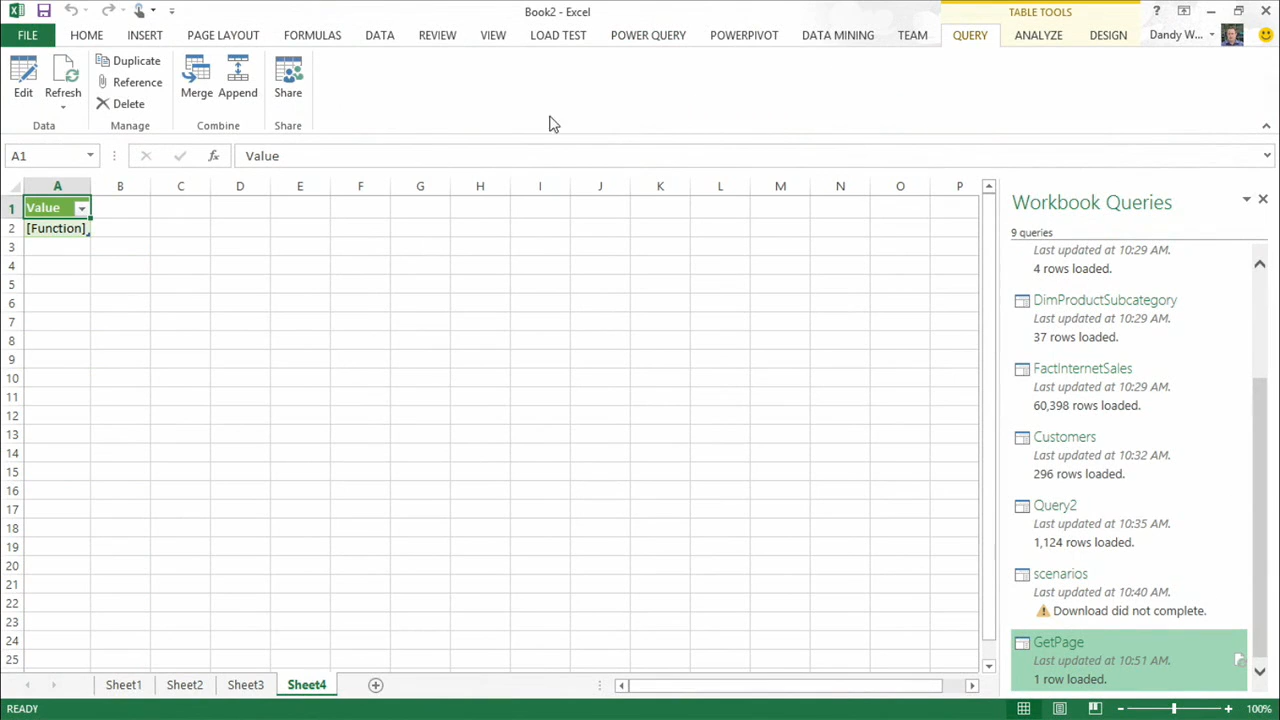 Book2 - Excel
TABLE TOOLS
?
FILE HOME INSERT PAGE LAYOUT FORMULAS DATA REVIEW VIEW LOAD TEST POWER QUERY POWERPIVOT DATA MINING TEAM QUERY ANALYZE DESIGN Dandy W...
Duplicate
Reference
Delete
Edit Refresh Merge Append Share
Data Manage Combine Share
A1 fx Value
A B C D E F G H I J K L M N O P
1 Value
2 [Function]
3
4
5
6
7
8
9
10
11
12
13
14
15
16
17
18
19
20
21
22
23
24
25
Workbook Queries
9 queries
Last updated at 10:29 AM.
4 rows loaded.
DimProductSubcategory
Last updated at 10:29 AM.
37 rows loaded.
FactInternetSales
Last updated at 10:29 AM.
60,398 rows loaded.
Customers
Last updated at 10:32 AM.
296 rows loaded.
Query2
Last updated at 10:35 AM.
1,124 rows loaded.
scenarios
Last updated at 10:40 AM.
Download did not complete.
GetPage
Last updated at 10:51 AM.
1 row loaded.
Sheet1 Sheet2 Sheet3 Sheet4
READY
100%